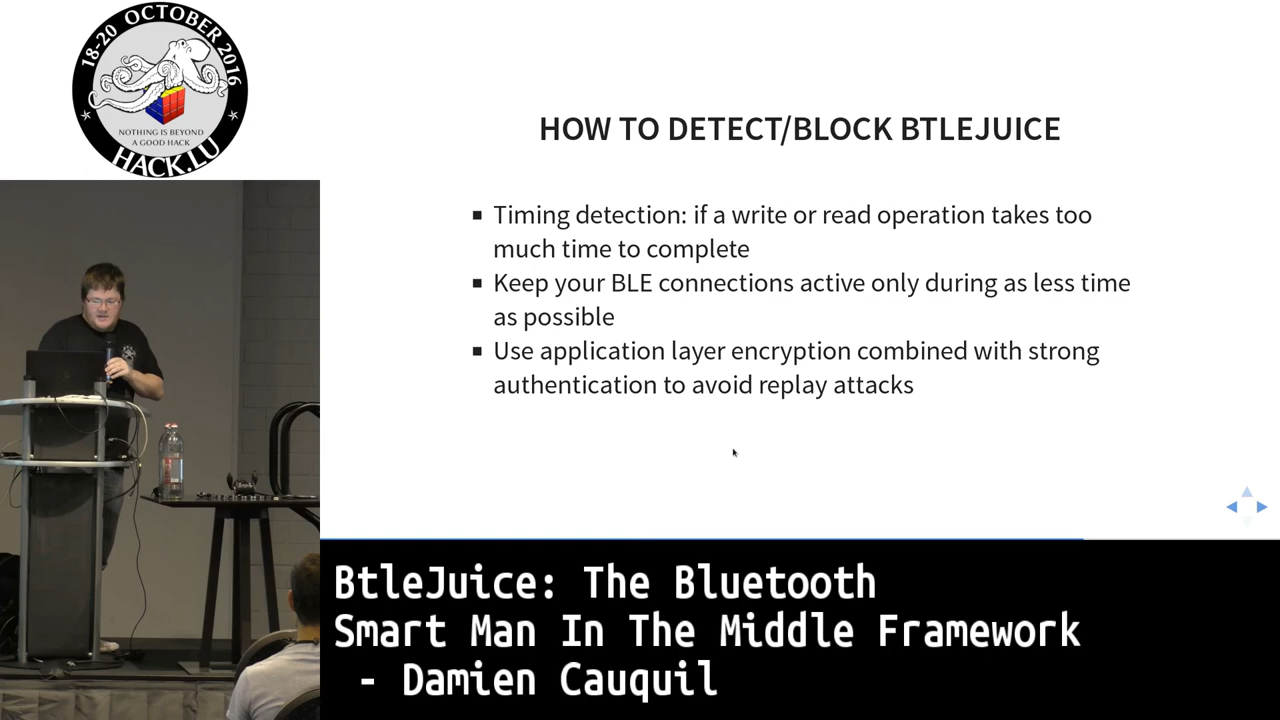 18-20 OCTOBER 2016
NOTHING IS BEYOND
A GOOD HACK
HACK.LU
HOW TO DETECT/BLOCK BTLEJUICE
Timing detection: if a write or read operation takes too
much time to complete
Keep your BLE connections active only during as less time
as possible
Use application layer encryption combined with strong
authentication to avoid replay attacks
BtleJuice: The Bluetooth
Smart Man In The Middle Framework
- Damien Cauquil